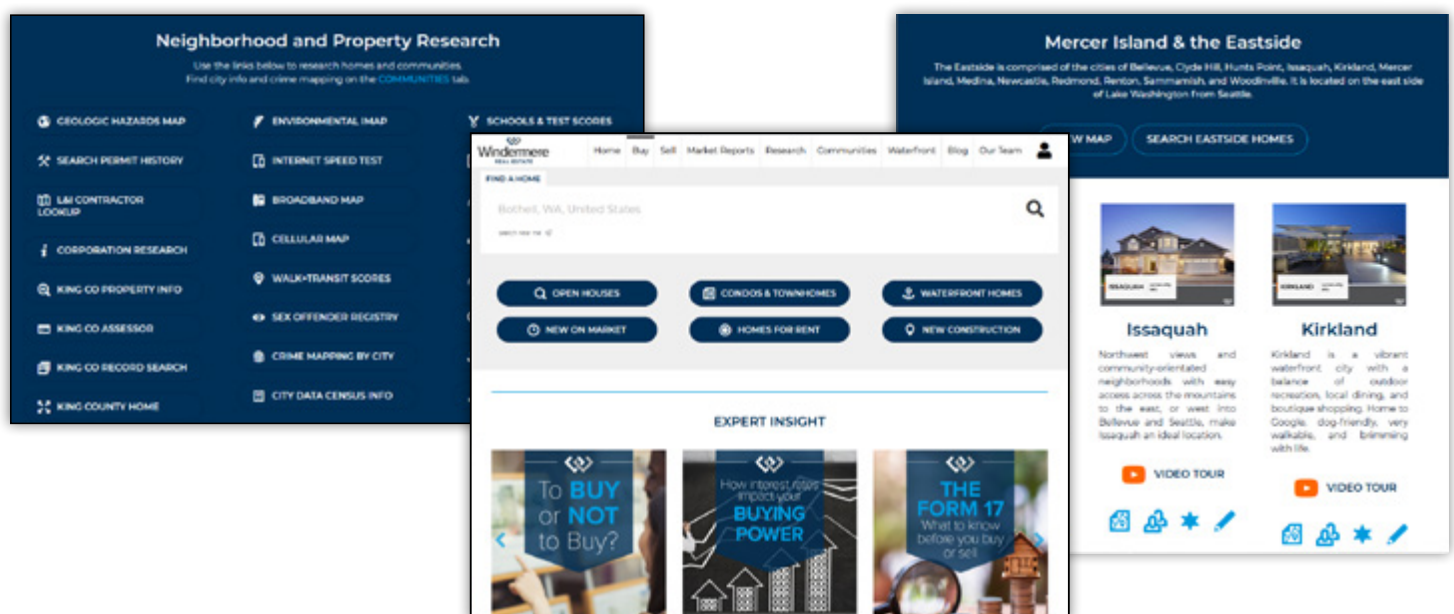 Neighborhood and Property Research
Use the links below to research homes and communities.
Find city info and crime mapping on the COMMUNITIES tab.
GEOLOGIC HAZARDS MAP
SEARCH PERMIT HISTORY
L&I CONTRACTOR
LOOKUP
CORPORATION RESEARCH
KING CO PROPERTY INFO
KING CO ASSESSOR
KING CO RECORD SEARCH
KING COUNTY HOME
ENVIRONMENTAL IMAP
INTERNET SPEED TEST
BROADBAND MAP
CELLULAR MAP
WALK+TRANSIT SCORES
SEX OFFENDER REGISTRY
CRIME MAPPING BY CITY
CITY DATA CENSUS INFO
SCHOOLS & TEST SCORES
Windermere
REAL ESTATE
Home Buy Sell Market Reports Research Communities Waterfront Blog Our Team
FIND A HOME
Bothell, WA, United States
OPEN HOUSES
CONDOS & TOWNHOMES
WATERFRONT HOMES
NEW ON MARKET
HOMES FOR RENT
NEW CONSTRUCTION
EXPERT INSIGHT
To BUY
or NOT
to Buy?
How interest rates
impact your
BUYING
POWER
THE
FORM 17
What to know
before you buy
or sell
Mercer Island & the Eastside
The Eastside is comprised of the cities of Bellevue, Clyde Hill, Hunts Point, Issaquah, Kirkland, Mercer
Island, Medina, Newcastle, Redmond, Renton, Sammamish, and Woodinville. It is located on the east side
of Lake Washington from Seattle.
W MAP
SEARCH EASTSIDE HOMES
ISSAQUAH
KIRKLAND
Issaquah
Northwest views and
community-orientated
neighborhoods with easy
access across the mountains
to the east, or west into
Bellevue and Seattle, make
Issaquah an ideal location.
VIDEO TOUR
Kirkland
Kirkland is a vibrant
waterfront city with a
balance of outdoor
recreation, local dining, and
boutique shopping. Home to
Google, dog-friendly, very
walkable, and brimming
with life.
VIDEO TOUR